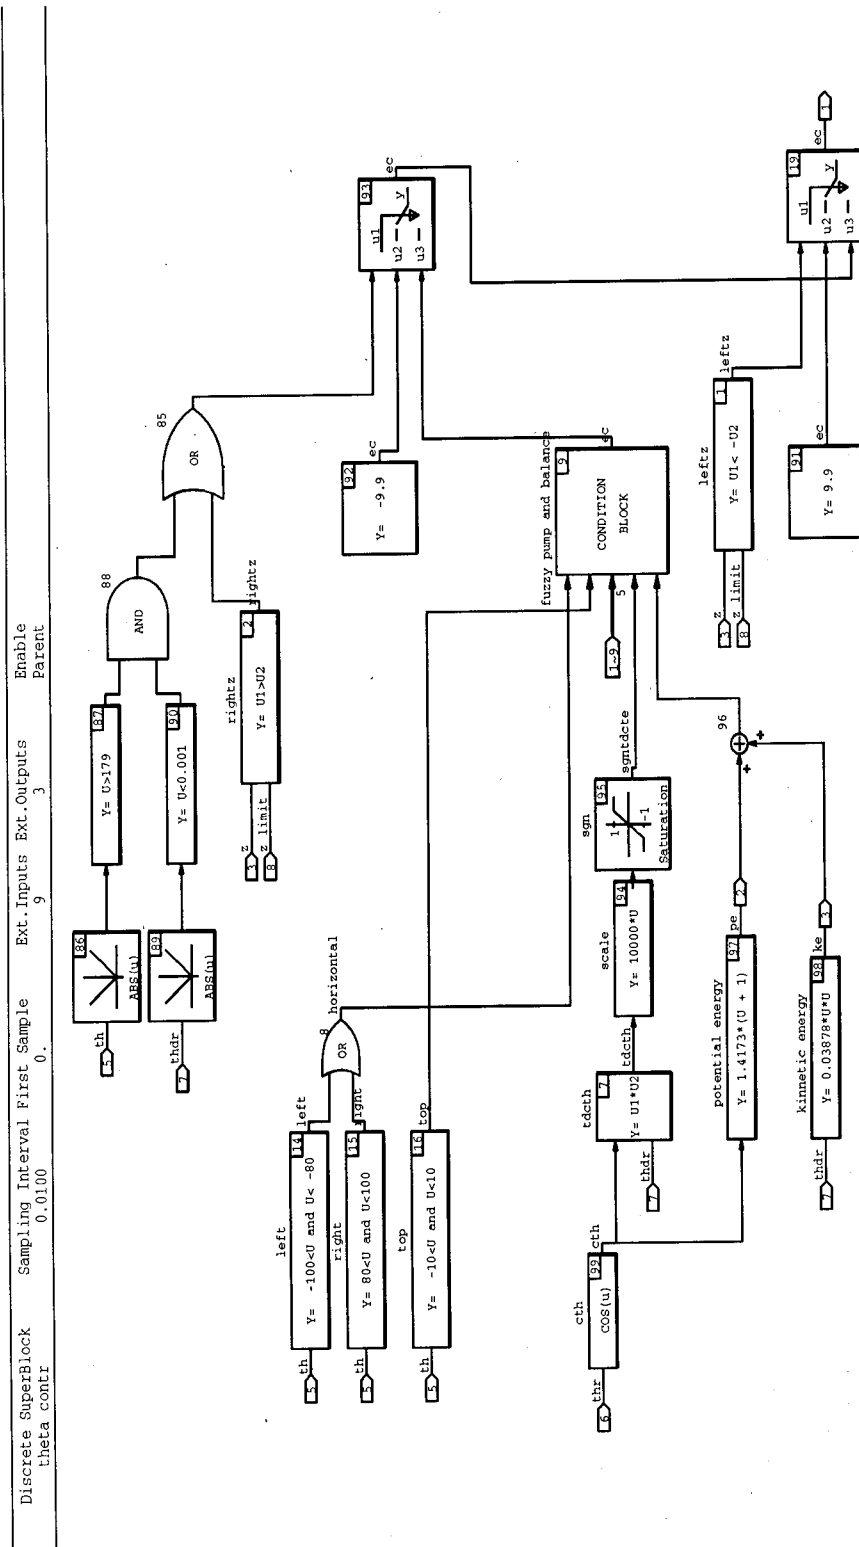 Discrete SuperBlock Sampling Interval First Sample Ext.Inputs Ext.Outputs Enable
theta contr 0.0100 0. 9 3 Parent
5
th
86
ABS(u)
87
Y= U>179
7
thdr
89
ABS(u)
90
Y= U<0.001
88
AND
85
OR
rightz
3
z
8
z limit
2
Y= U1>U2
rightz
92
Y= -9.9
ec
93
u1
u2
u3
y
ec
left
5
th
14
Y= -100<U and U< -80
left
right
5
th
15
Y= 80<U and U<100
right
8
OR
horizontal
top
5
th
16
Y= -10<U and U<10
top
fuzzy pump and balance
9
CONDITION
BLOCK
ec
1~9
5
cth
6
thr
99
COS(u)
cth
tdcth
7
thdr
7
Y= U1*U2
tdcth
scale
94
Y= 10000*U
sgn
95
1
-1
Saturation
sgntdcte
potential energy
97
Y= 1.4173*(U + 1)
pe
2
kinnetic energy
7
thdr
98
Y= 0.03878*U*U
ke
3
96
+
+
+
leftz
3
z
8
z limit
1
Y= U1< -U2
leftz
91
Y= 9.9
ec
19
u1
u2
u3
y
ec
1